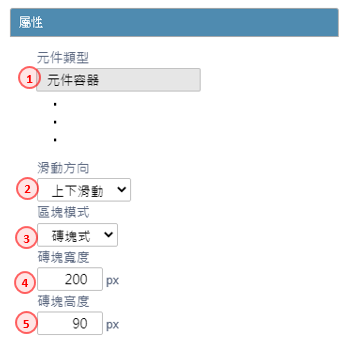 屬性
元件類型
1 元件容器
滑動方向
2 上下滑動
區塊模式
3 磚塊式
磚塊寬度
4 200 px
磚塊高度
5 90 px